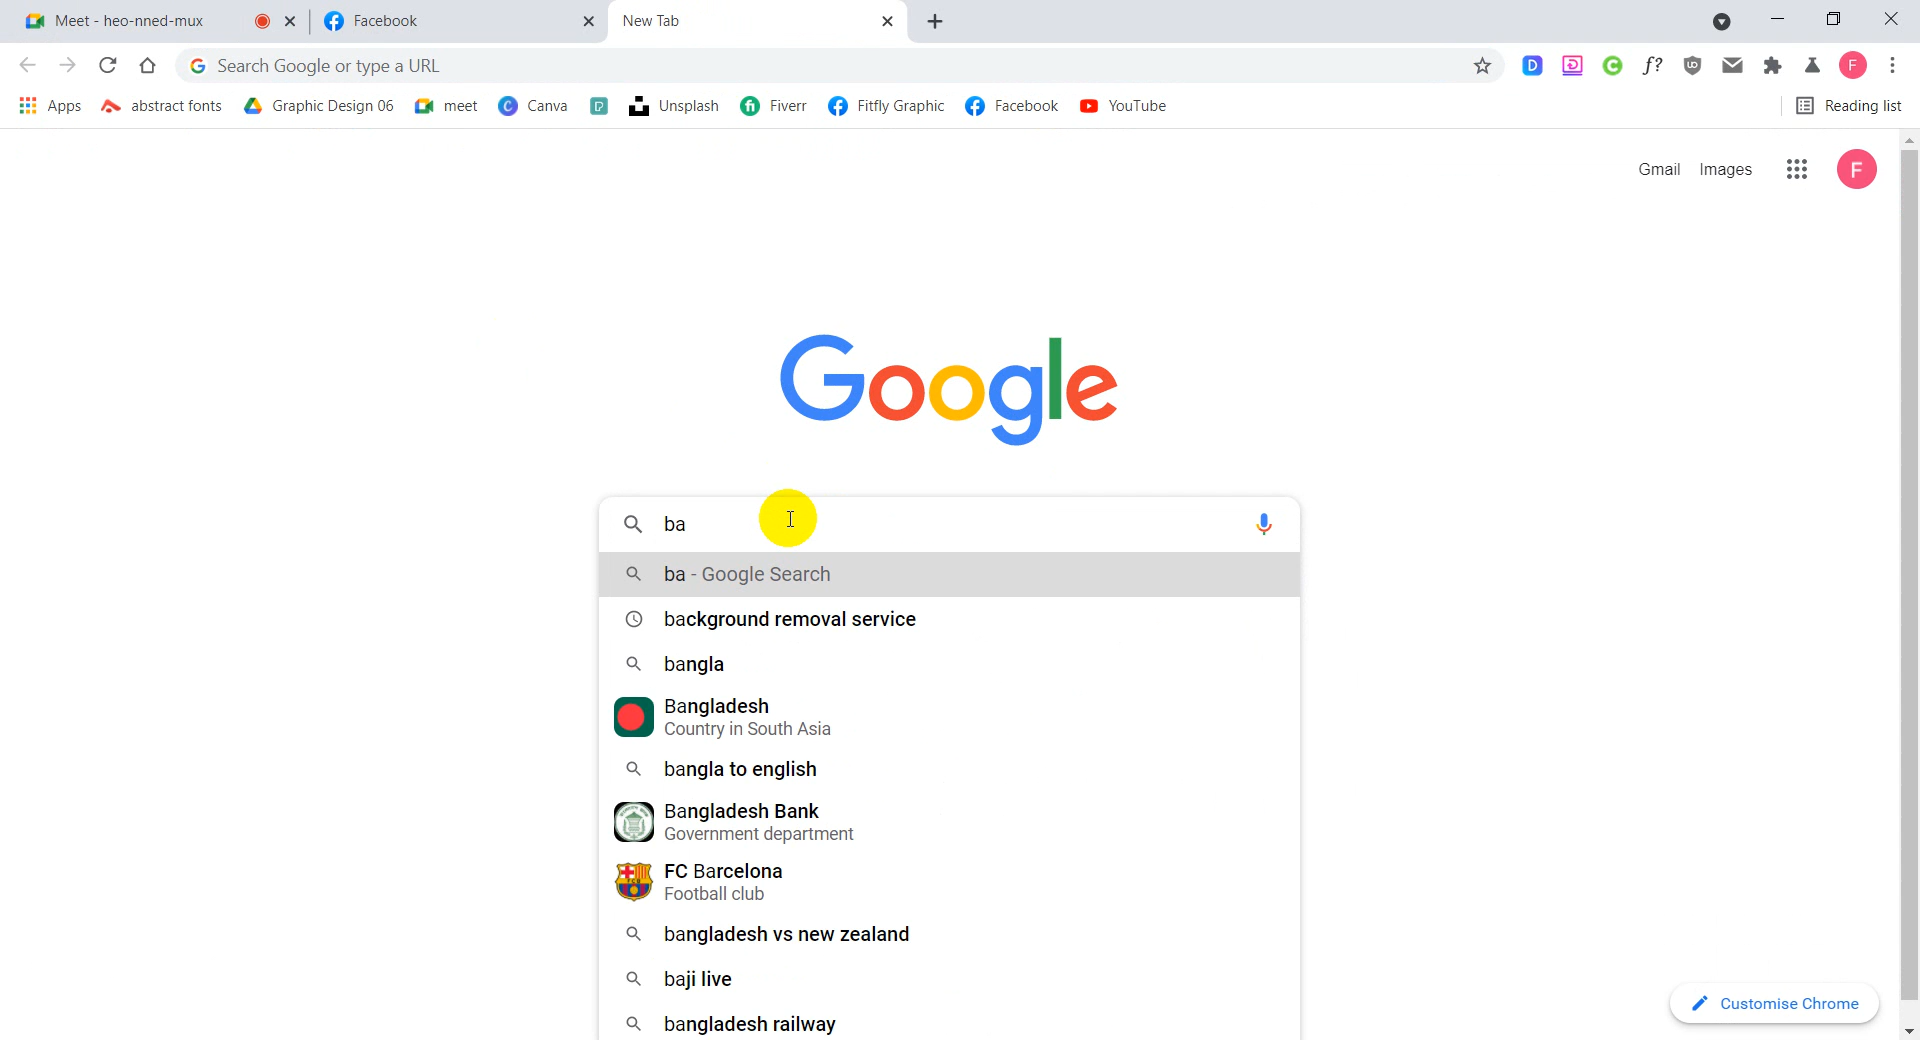 Meet - heo-nned-mux
Facebook
New Tab
Search Google or type a URL
Apps
abstract fonts
Graphic Design 06
meet
Canva
Unsplash
Fiverr
Fitfly Graphic
Facebook
YouTube
Reading list
Gmail
Images
F
Google
ba
ba - Google Search
background removal service
bangla
Bangladesh
Country in South Asia
bangla to english
Bangladesh Bank
Government department
FC Barcelona
Football club
bangladesh vs new zealand
baji live
bangladesh railway
Customise Chrome